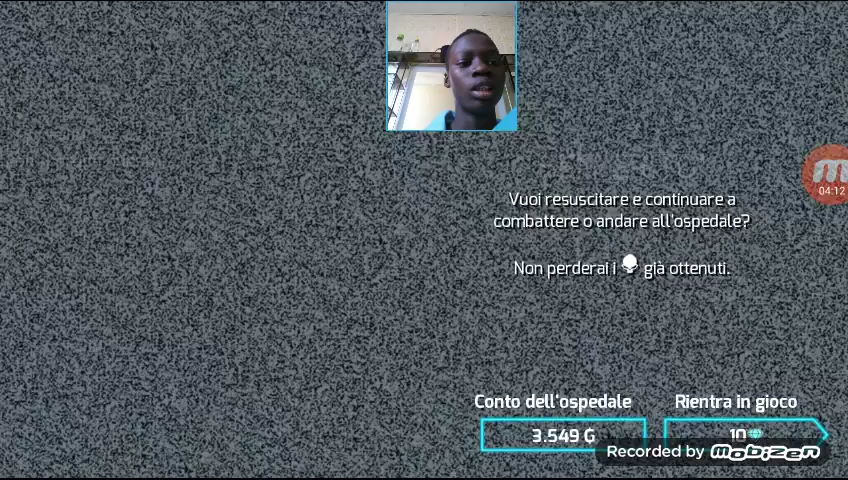 04:12
Vuoi resuscitare e continuare a
combattere o andare all'ospedale?
Non perderai i già ottenuti.
Conto dell'ospedale
Rientra in gioco
3.549 G
10
Recorded by mobizen